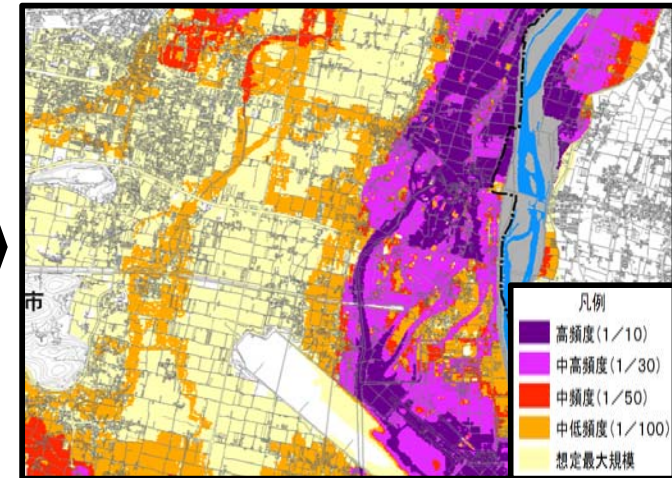 市
凡例
高頻度(1/10)
中高頻度(1/30)
中頻度(1/50)
中低頻度(1/100)
想定最大規模